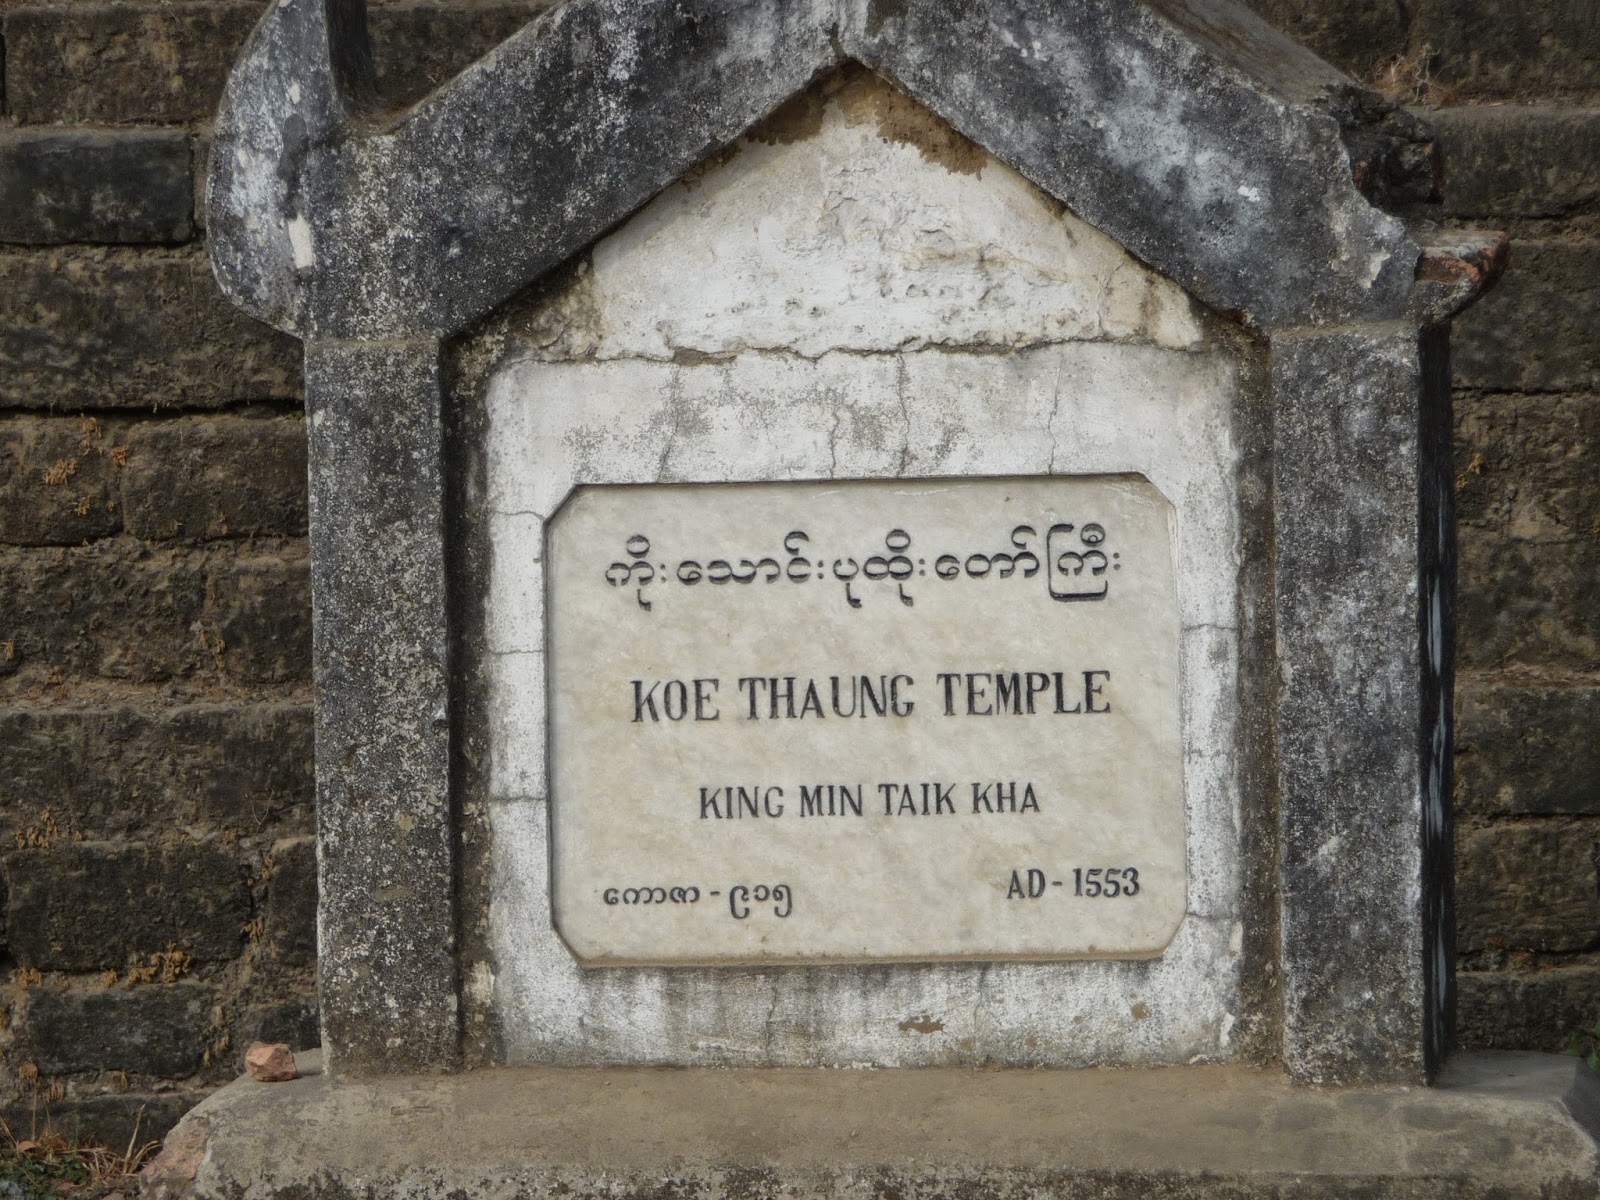 ကိုးသောင်းပုထိုးတော်ကြီး
KOE THAUNG TEMPLE
KING MIN TAIK KHA
ကောဇာ - ၉၁၅
AD - 1553